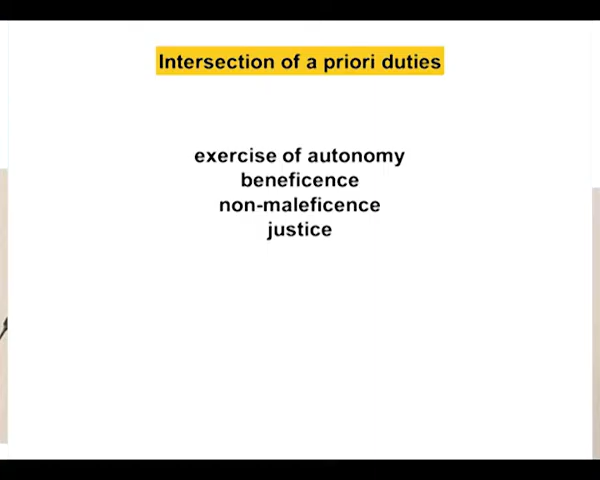 Intersection of a priori duties
exercise of autonomy
beneficence
non-maleficence
justice